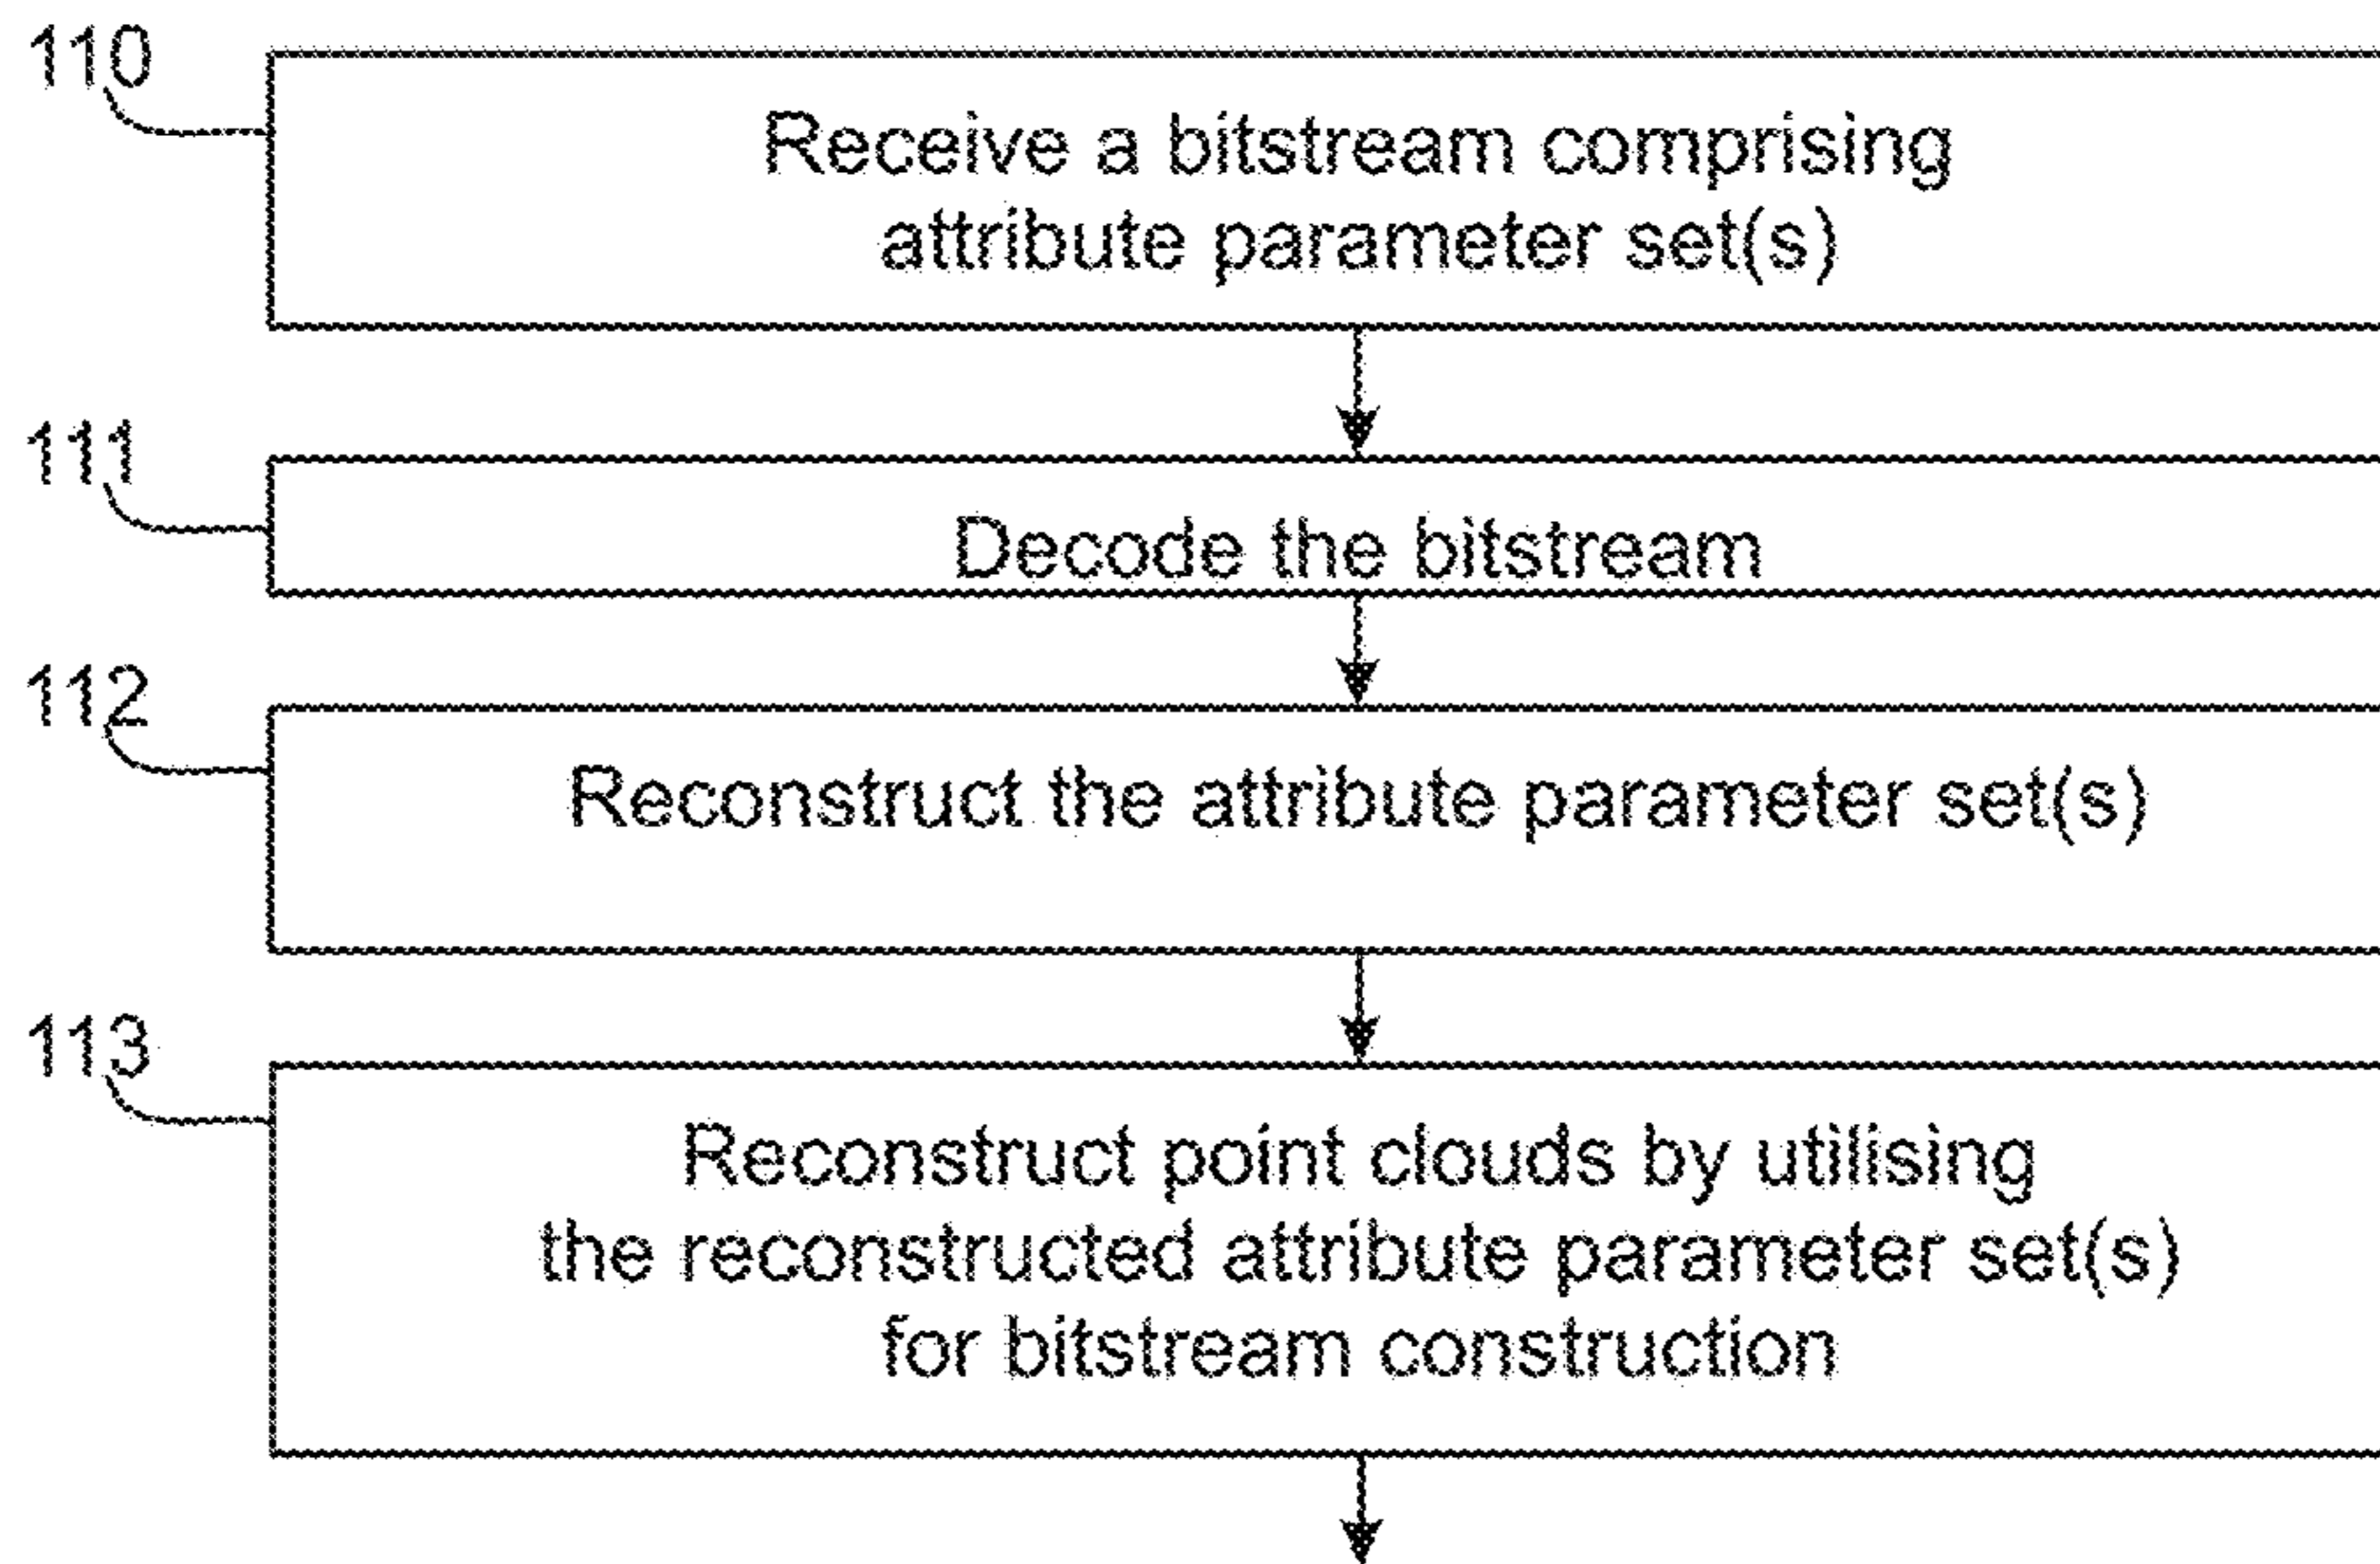 110
Receive a bitstream comprising
attribute parameter set(s)
111
Decode the bitstream
112
Reconstruct the attribute parameter set(s)
113
Reconstruct point clouds by utilising
the reconstructed attribute parameter set(s)
for bitstream construction